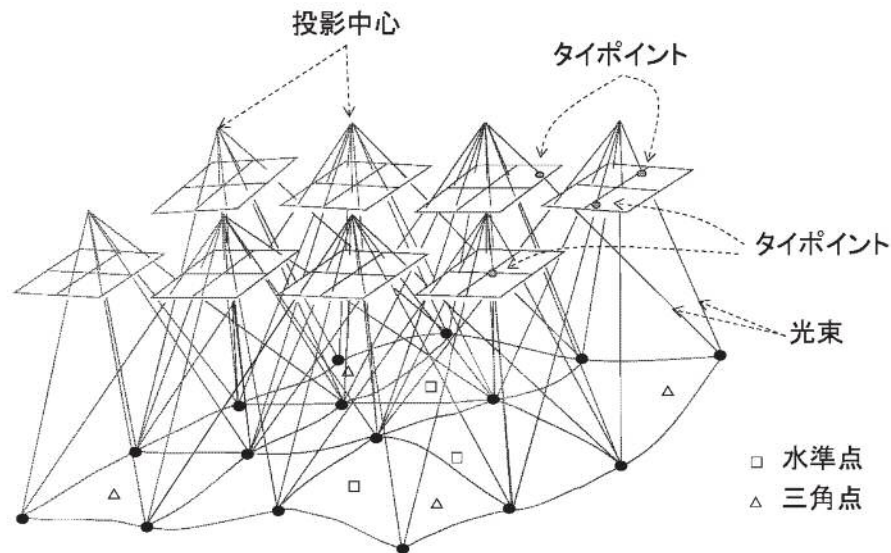 投影中心
タイポイント
タイポイント
光束
水準点
三角点